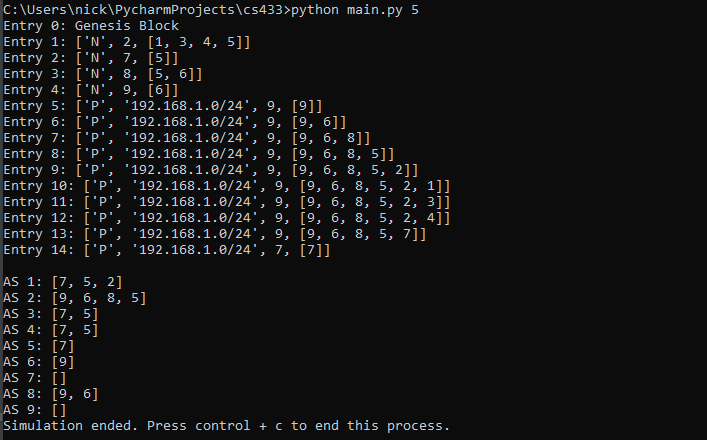 C:\Users\nick\PycharmProjects\cs433>python main.py 5
Entry 0: Genesis Block
Entry 1: ['N', 2, [1, 3, 4, 5]]
Entry 2: ['N', 7, [5]]
Entry 3: ['N', 8, [5, 6]]
Entry 4: ['N', 9, [6]]
Entry 5: ['P', '192.168.1.0/24', 9, [9]]
Entry 6: ['P', '192.168.1.0/24', 9, [9, 6]]
Entry 7: ['P', '192.168.1.0/24', 9, [9, 6, 8]]
Entry 8: ['P', '192.168.1.0/24', 9, [9, 6, 8, 5]]
Entry 9: ['P', '192.168.1.0/24', 9, [9, 6, 8, 5, 2]]
Entry 10: ['P', '192.168.1.0/24', 9, [9, 6, 8, 5, 2, 1]]
Entry 11: ['P', '192.168.1.0/24', 9, [9, 6, 8, 5, 2, 3]]
Entry 12: ['P', '192.168.1.0/24', 9, [9, 6, 8, 5, 2, 4]]
Entry 13: ['P', '192.168.1.0/24', 9, [9, 6, 8, 5, 7]]
Entry 14: ['P', '192.168.1.0/24', 7, [7]]
AS 1: [7, 5, 2]
AS 2: [9, 6, 8, 5]
AS 3: [7, 5]
AS 4: [7, 5]
AS 5: [7]
AS 6: [9]
AS 7: []
AS 8: [9, 6]
AS 9: []
Simulation ended. Press control + c to end this process.